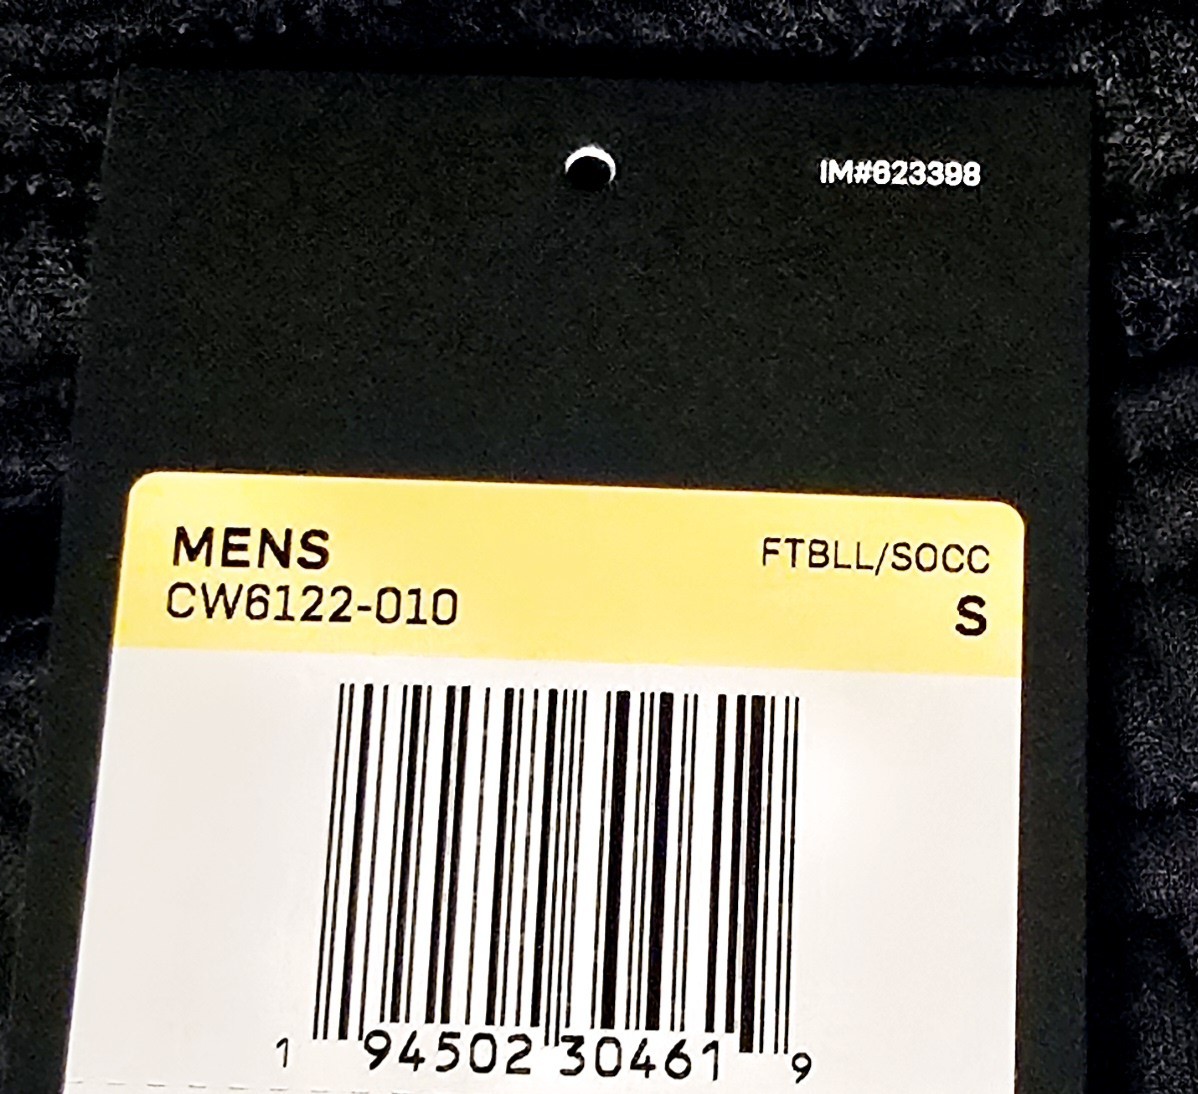 IM#623398
MENS
FTBLL/SOCC
CW6122-010
S
1 94502 30461 9